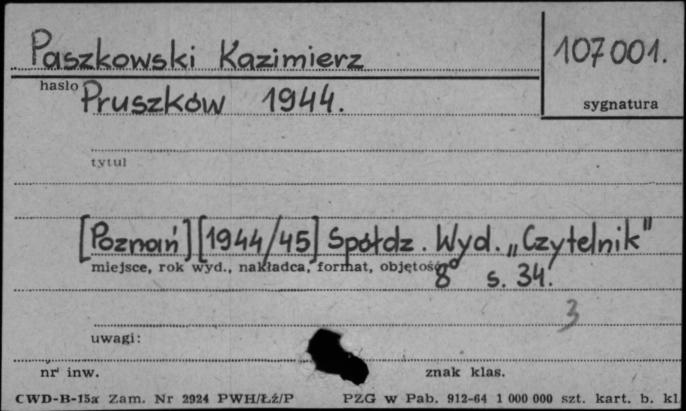 Paszkowski Kazimierz
107001.
hasło
Pruszków 1944.
sygnatura
tytuł
[Poznań] [1944/45] Spółdz. Wyd. „Czytelnik"
miejsce, rok wyd., nakładca, format, objętość
8° s. 34.
3
uwagi:
nr inw.
znak klas.
CWD-B-15a Zam. Nr 2924 PWH/Łź/P PZG w Pab. 912-64 1 000 000 szt. kart. b. kl.